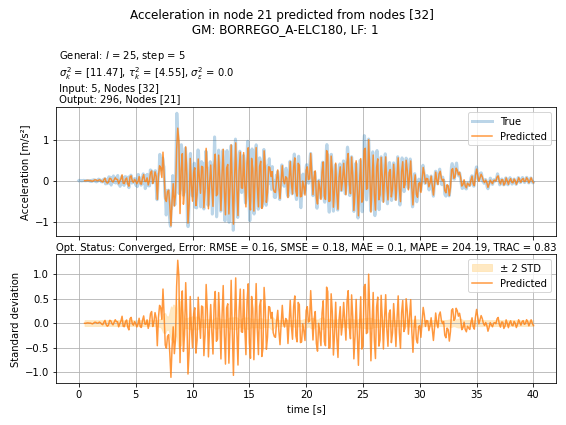 Acceleration in node 21 predicted from nodes [32]
GM: BORREGO_A-ELC180, LF: 1
General: l = 25, step = 5
σ²ₖ = [11.47], τ²ₖ = [4.55], σ²ₑ = 0.0
Input: 5, Nodes [32]
Output: 296, Nodes [21]
Acceleration [m/s²]
1
0
−1
True
Predicted
Opt. Status: Converged, Error: RMSE = 0.16, SMSE = 0.18, MAE = 0.1, MAPE = 204.19, TRAC = 0.83
Standard deviation
1.0
0.5
0.0
−0.5
−1.0
± 2 STD
Predicted
0 5 10 15 20 25 30 35 40
time [s]